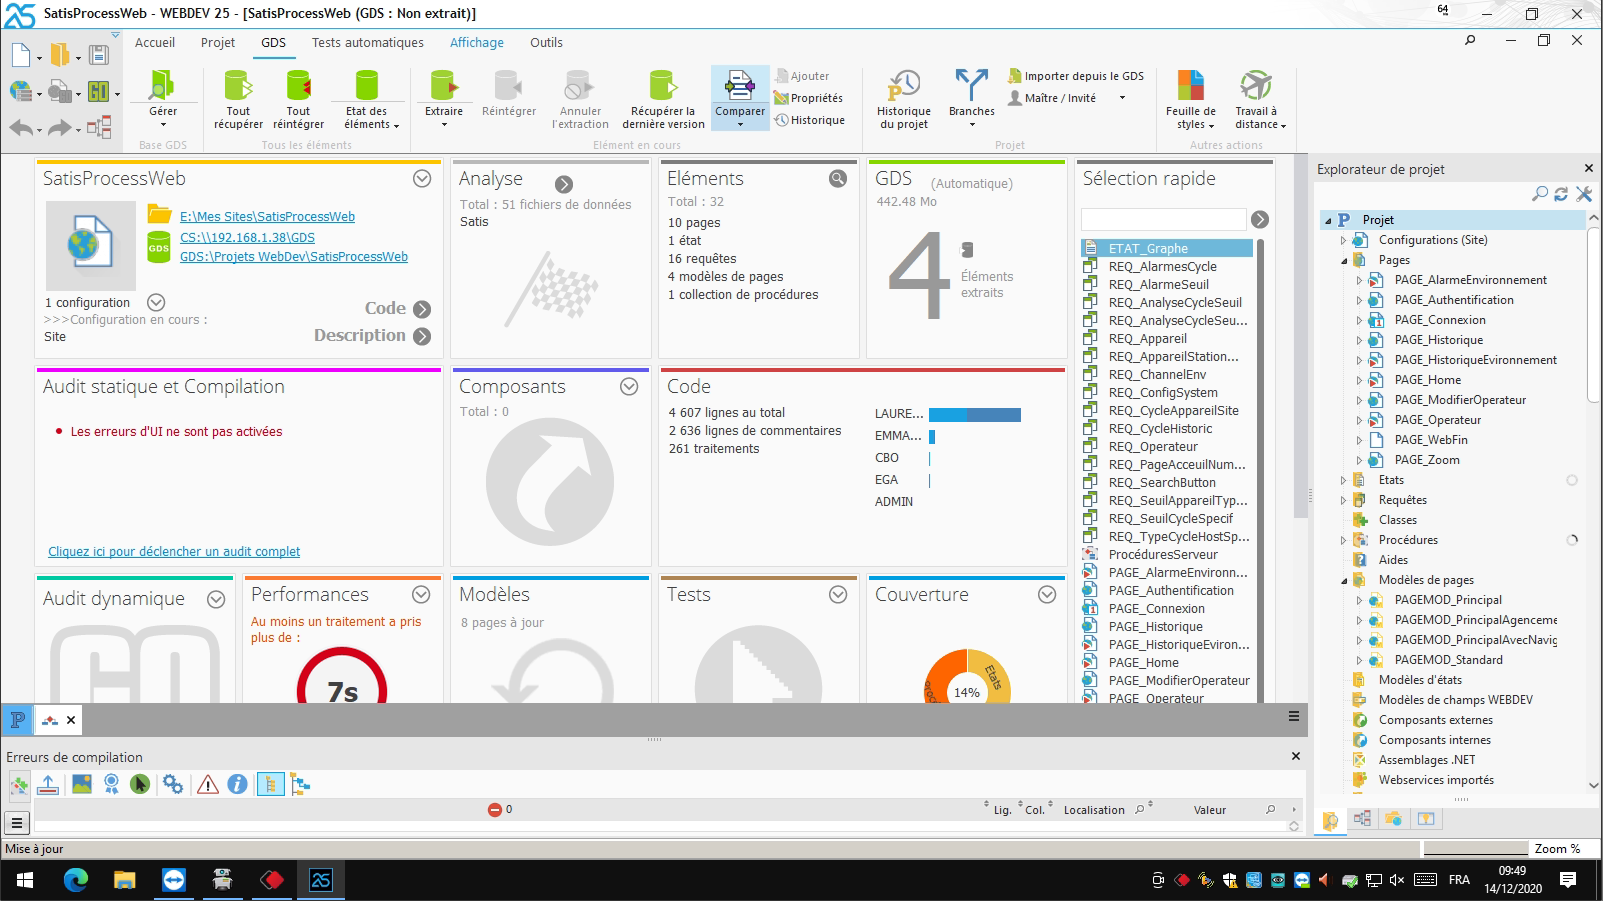 SatisProcessWeb - WEBDEV 25 - [SatisProcessWeb (GDS : Non extrait)]
64
Accueil
Projet
GDS
Tests automatiques
Affichage
Outils
Gérer
Base GDS
Tout récupérer
Tout réintégrer
Etat des éléments
Tous les éléments
Extraire
Réintégrer
Annuler l'extraction
Récupérer la dernière version
Comparer
Ajouter
Propriétés
Historique
Elément en cours
Historique du projet
Branches
Importer depuis le GDS
Maître / Invité
Projet
Feuille de styles
Travail à distance
Autres actions
SatisProcessWeb
E:\Mes Sites\SatisProcessWeb
CS:\\192.168.1.38\GDS
GDS
GDS:\Projets WebDev\SatisProcessWeb
1 configuration
>>>Configuration en cours :
Site
Code
Description
Analyse
Total : 51 fichiers de données
Satis
Eléments
Total : 32
10 pages
1 état
16 requêtes
4 modèles de pages
1 collection de procédures
GDS (Automatique)
442.48 Mo
4
Éléments extraits
Sélection rapide
ETAT_Graphe
REQ_AlarmesCycle
REQ_AlarmeSeuil
REQ_AnalyseCycleSeuil
REQ_AnalyseCycleSeu...
REQ_Appareil
REQ_AppareilStation...
REQ_ChannelEnv
REQ_ConfigSystem
REQ_CycleAppareilSite
REQ_CycleHistoric
REQ_Operateur
REQ_PageAcceuilNum...
REQ_SearchButton
REQ_SeuilAppareilTyp...
REQ_SeuilCycleSpecif
REQ_TypeCycleHostSp...
ProcéduresServeur
PAGE_AlarmeEnvironn...
PAGE_Authentification
PAGE_Connexion
PAGE_Historique
PAGE_HistoriqueEviron...
PAGE_Home
PAGE_ModifierOperateur
PAGE_Operateur
Audit statique et Compilation
Les erreurs d'UI ne sont pas activées
Cliquez ici pour déclencher un audit complet
Composants
Total : 0
Code
4 607 lignes au total
2 636 lignes de commentaires
261 traitements
LAURE...
EMMA...
CBO
EGA
ADMIN
Audit dynamique
GO
Performances
Au moins un traitement a pris plus de :
7s
Modèles
8 pages à jour
Tests
Couverture
Etats
14%
Explorateur de projet
Projet
Configurations (Site)
Pages
PAGE_AlarmeEnvironnement
PAGE_Authentification
PAGE_Connexion
PAGE_Historique
PAGE_HistoriqueEvironnement
PAGE_Home
PAGE_ModifierOperateur
PAGE_Operateur
PAGE_WebFin
PAGE_Zoom
Etats
Requêtes
Classes
Procédures
Aides
Modèles de pages
PAGEMOD_Principal
PAGEMOD_PrincipalAgenceme
PAGEMOD_PrincipalAvecNavig
PAGEMOD_Standard
Modèles d'états
Modèles de champs WEBDEV
Composants externes
Composants internes
Assemblages .NET
Webservices importés
Erreurs de compilation
0
Lig.
Col.
Localisation
Valeur
Mise à jour
Zoom %
FRA
09:49
14/12/2020